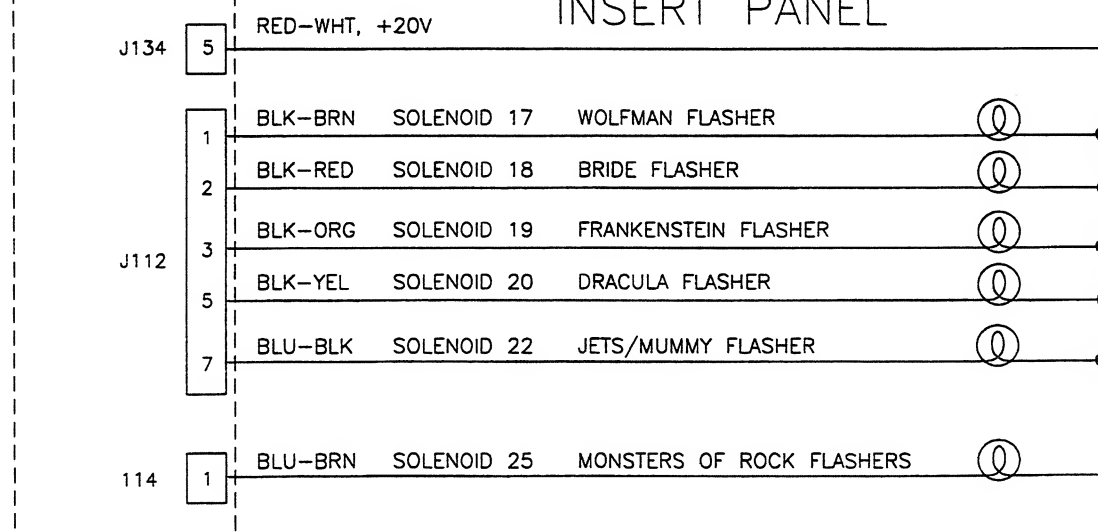 INSERT PANEL
J134 5 RED-WHT, +20V
1 BLK-BRN SOLENOID 17 WOLFMAN FLASHER
2 BLK-RED SOLENOID 18 BRIDE FLASHER
3 BLK-ORG SOLENOID 19 FRANKENSTEIN FLASHER
J112
5 BLK-YEL SOLENOID 20 DRACULA FLASHER
7 BLU-BLK SOLENOID 22 JETS/MUMMY FLASHER
114 1 BLU-BRN SOLENOID 25 MONSTERS OF ROCK FLASHERS